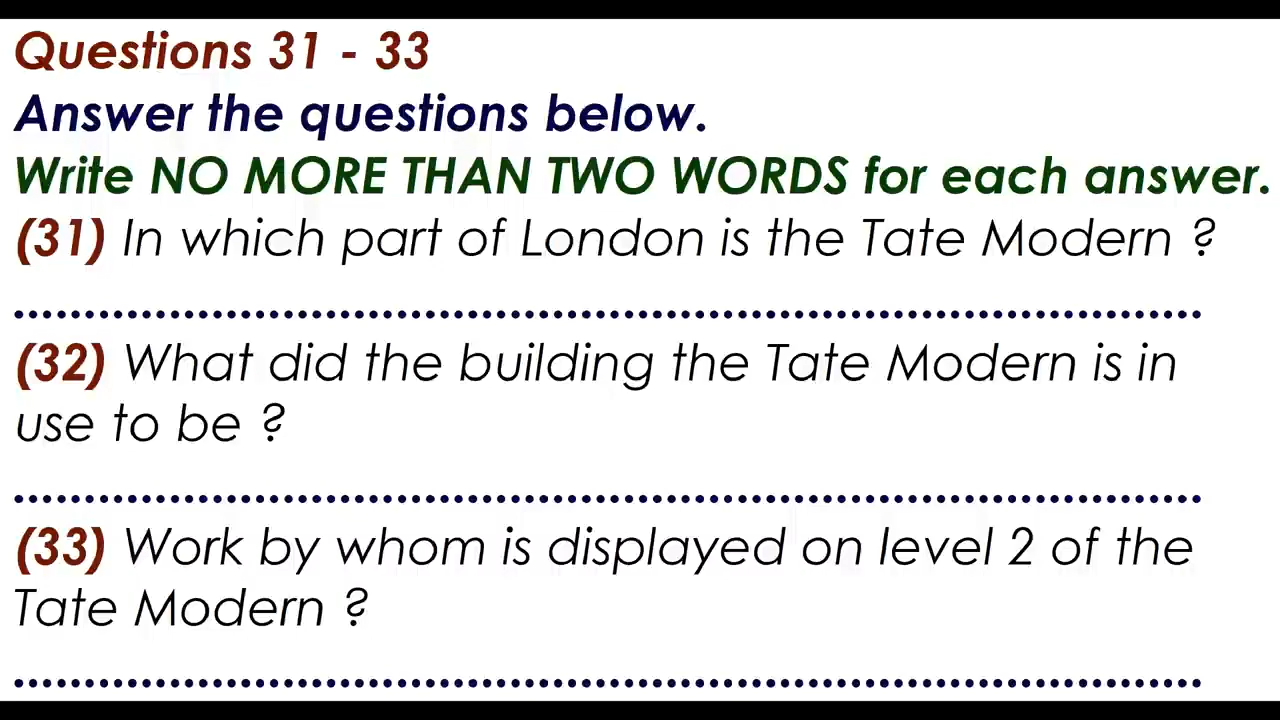 Questions 31 - 33
Answer the questions below.
Write NO MORE THAN TWO WORDS for each answer.
(31) In which part of London is the Tate Modern ?
....................................................................................
(32) What did the building the Tate Modern is in
use to be ?
....................................................................................
(33) Work by whom is displayed on level 2 of the
Tate Modern ?
....................................................................................